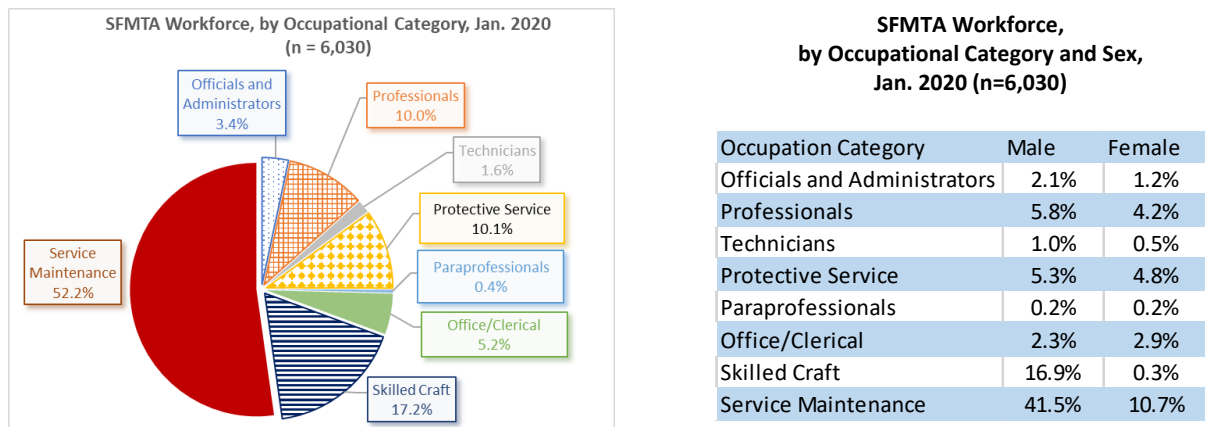 SFMTA Workforce, by Occupational Category, Jan. 2020
(n = 6,030)
Officials and
Administrators
3.4%
Professionals
10.0%
Technicians
1.6%
Protective Service
10.1%
Paraprofessionals
0.4%
Office/Clerical
5.2%
Skilled Craft
17.2%
Service
Maintenance
52.2%
SFMTA Workforce,
by Occupational Category and Sex,
Jan. 2020 (n=6,030)
Occupation Category Male Female
Officials and Administrators 2.1% 1.2%
Professionals 5.8% 4.2%
Technicians 1.0% 0.5%
Protective Service 5.3% 4.8%
Paraprofessionals 0.2% 0.2%
Office/Clerical 2.3% 2.9%
Skilled Craft 16.9% 0.3%
Service Maintenance 41.5% 10.7%